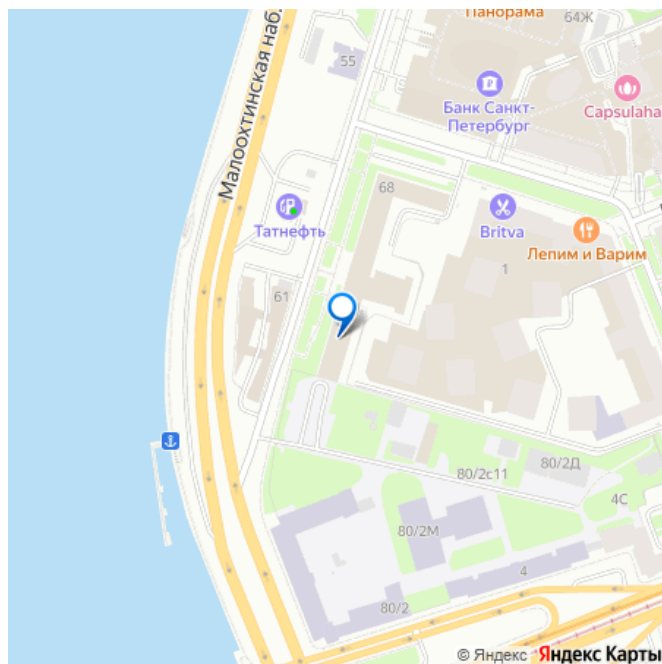 Панорама
64Ж
Малоохтинская наб.
55
Банк Санкт-
Петербург
Capsulaha
68
Татнефть
Britva
Лепим и Варим
1
61
80/2с11
80/2Д
4С
80/2М
4
80/2
© Яндекс Яндекс Карты